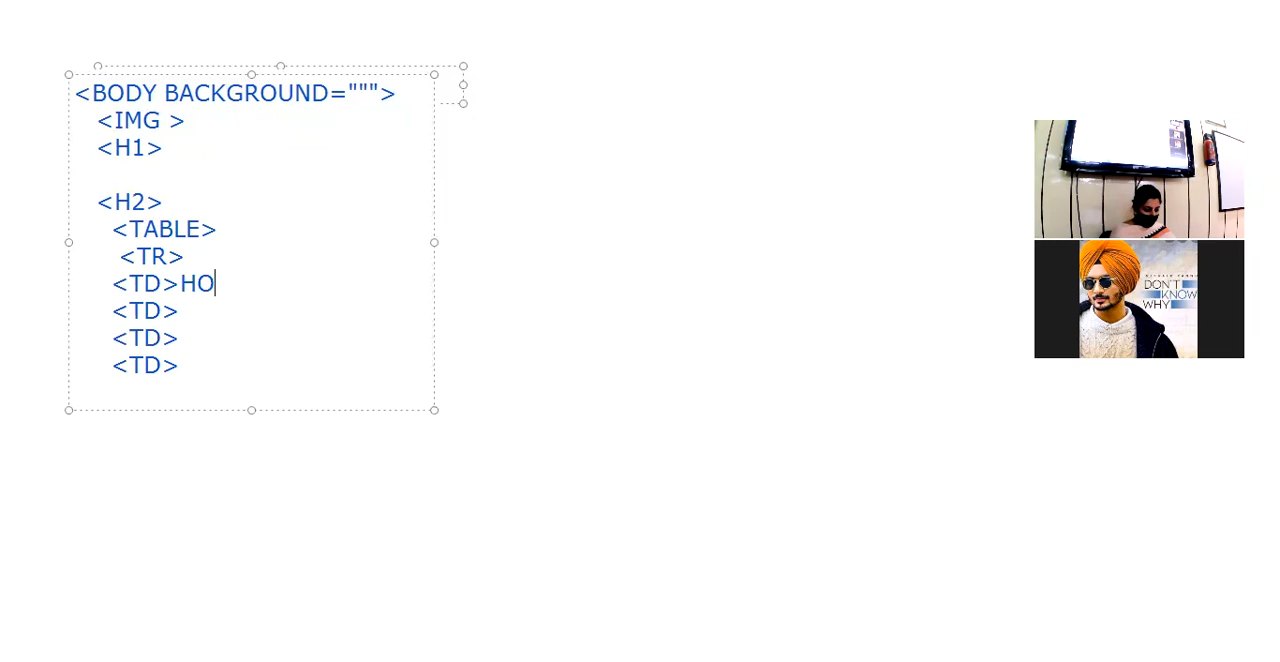 <BODY BACKGROUND=""">
<IMG >
<H1>
<H2>
<TABLE>
<TR>
<TD>HO
<TD>
<TD>
<TD>
DON'T
KNOW
WHY